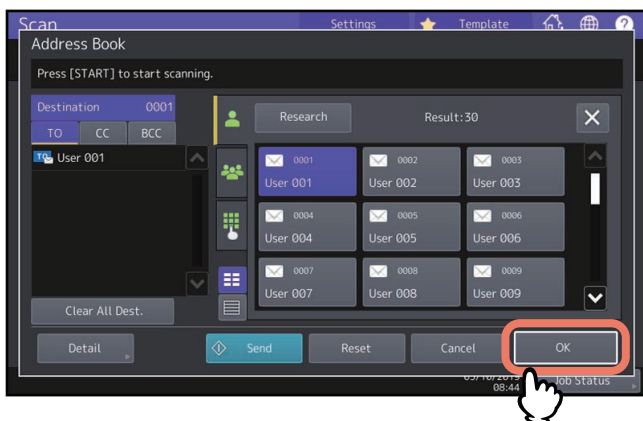 Scan Settings Template
Address Book
Press [START] to start scanning.
Destination 0001
TO CC BCC
TO User 001
Research Result:30
0001 0002 0003
User 001 User 002 User 003
0004 0005 0006
User 004 User 005 User 006
0007 0008 0009
User 007 User 008 User 009
Clear All Dest.
Detail Send Reset Cancel OK
Job Status
08:44